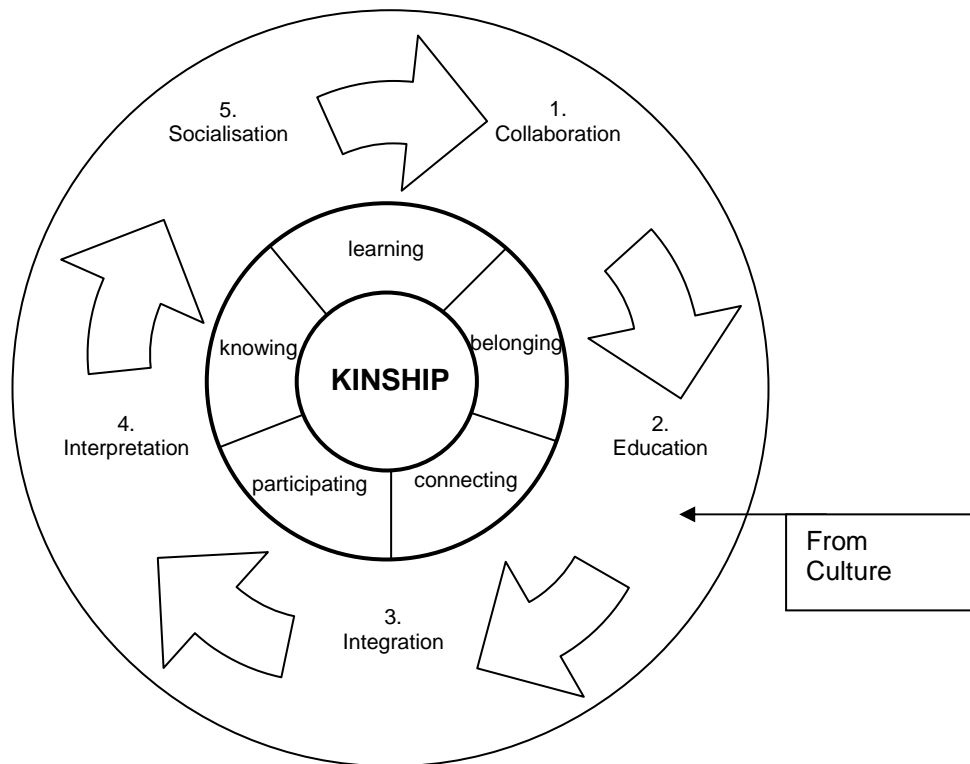 5.
Socialisation
1.
Collaboration
learning
knowing
belonging
KINSHIP
4.
Interpretation
2.
Education
participating
connecting
From
Culture
3.
Integration